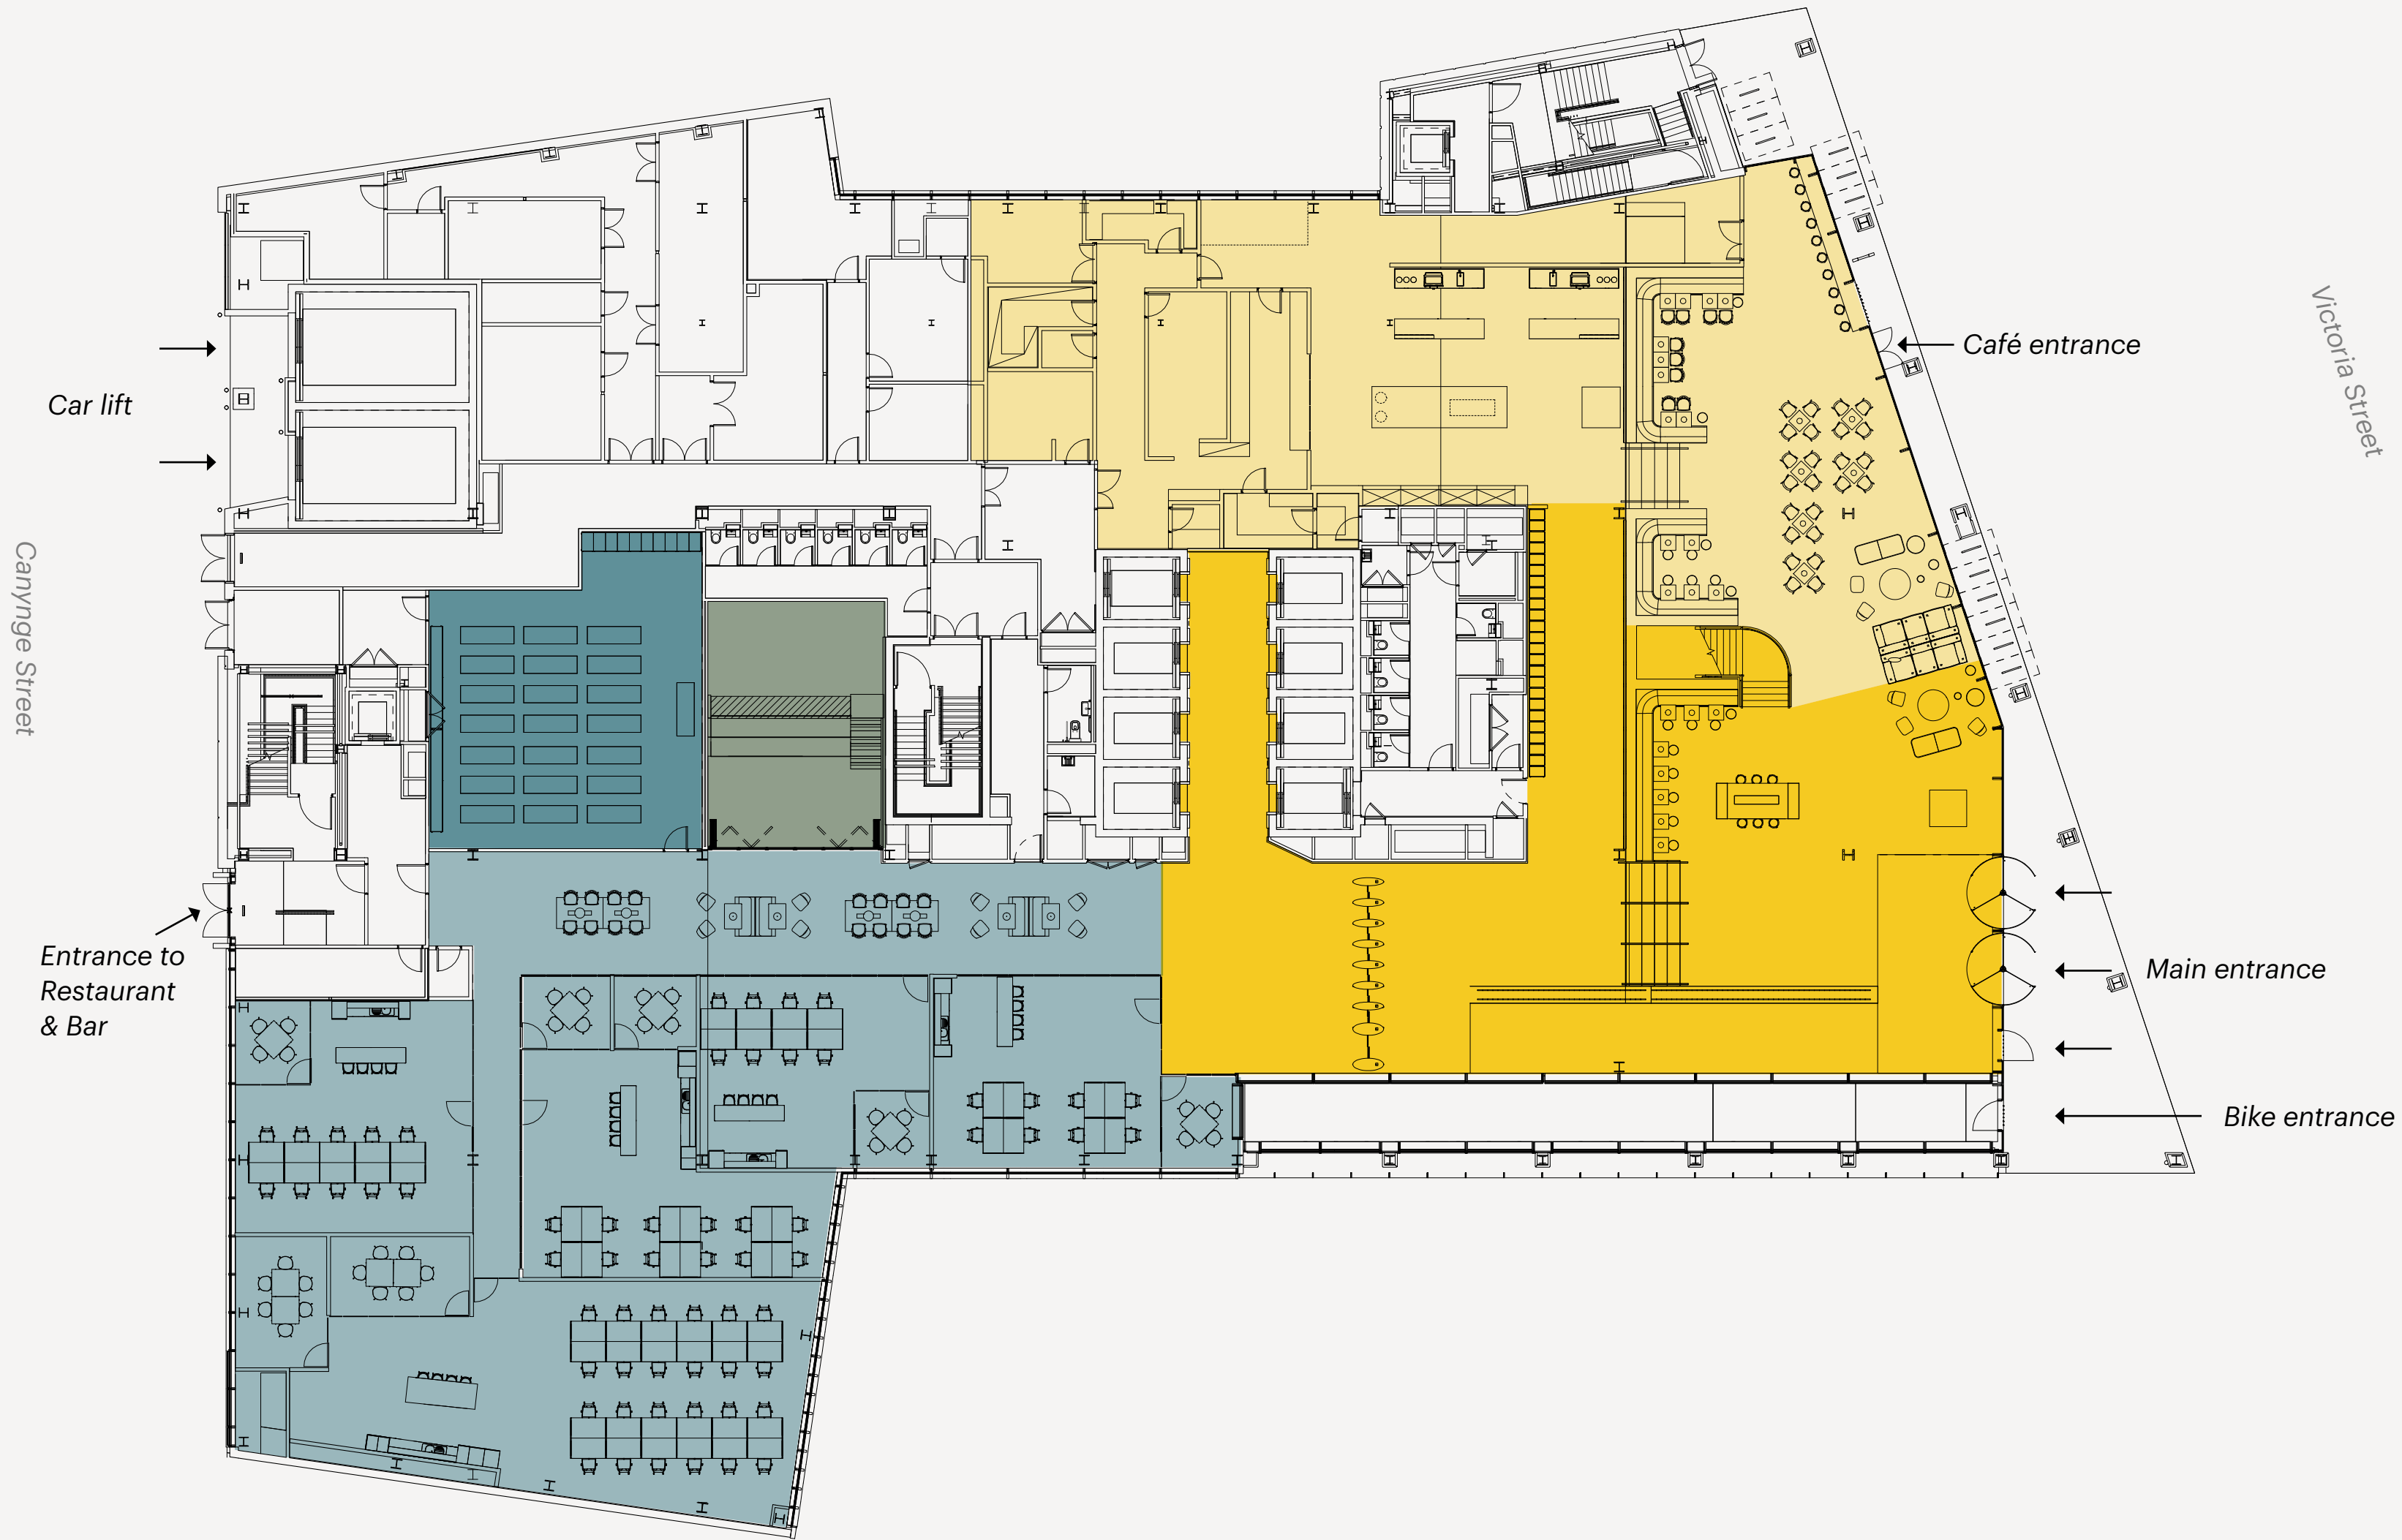 Victoria Street
Café entrance
Car lift
Canynge Street
Entrance to
Restaurant
& Bar
Main entrance
Bike entrance